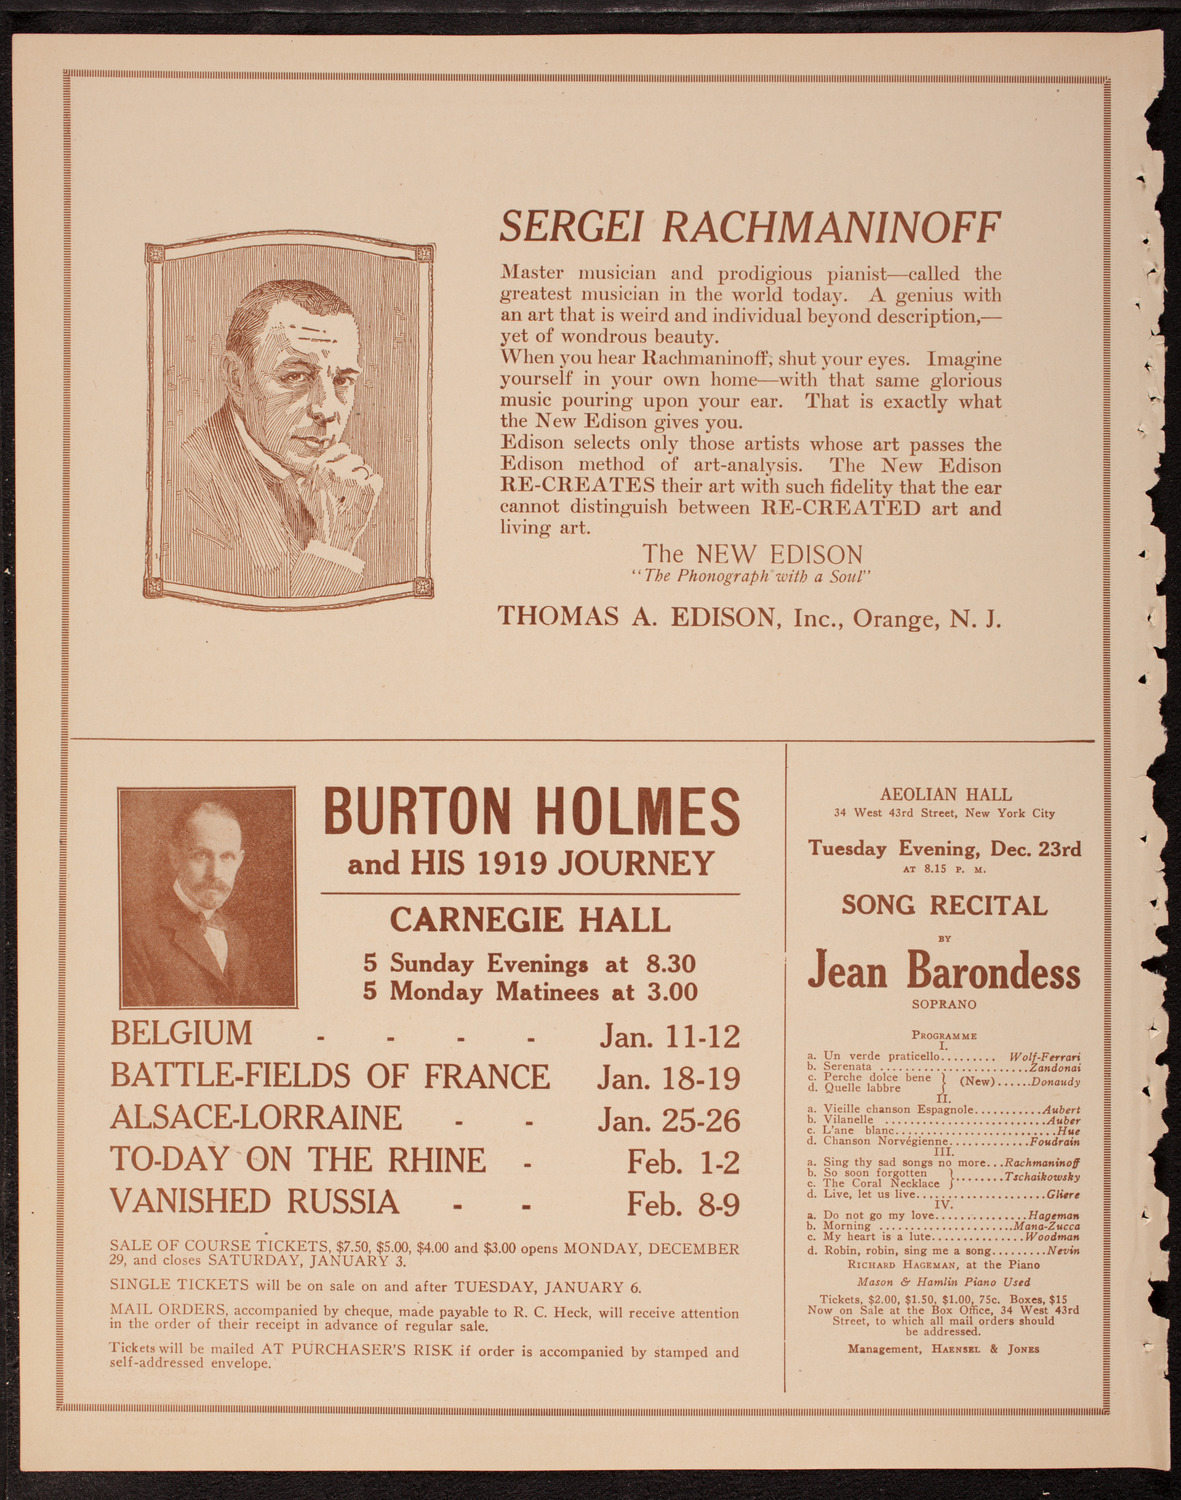 SERGEI RACHMANINOFF
Master musician and prodigious pianist—called the
greatest musician in the world today. A genius with
an art that is weird and individual beyond description,—
yet of wondrous beauty.
When you hear Rachmaninoff, shut your eyes. Imagine
yourself in your own home—with that same glorious
music pouring upon your ear. That is exactly what
the New Edison gives you.
Edison selects only those artists whose art passes the
Edison method of art-analysis. The New Edison
RE-CREATES their art with such fidelity that the ear
cannot distinguish between RE-CREATED art and
living art.
The NEW EDISON
"The Phonograph with a Soul"
THOMAS A. EDISON, Inc., Orange, N. J.
BURTON HOLMES
and HIS 1919 JOURNEY
CARNEGIE HALL
5 Sunday Evenings at 8.30
5 Monday Matinees at 3.00
BELGIUM - - - - Jan. 11-12
BATTLE-FIELDS OF FRANCE Jan. 18-19
ALSACE-LORRAINE - - Jan. 25-26
TO-DAY ON THE RHINE - Feb. 1-2
VANISHED RUSSIA - - Feb. 8-9
SALE OF COURSE TICKETS, $7.50, $5.00, $4.00 and $3.00 opens MONDAY, DECEMBER
29, and closes SATURDAY, JANUARY 3.
SINGLE TICKETS will be on sale on and after TUESDAY, JANUARY 6.
MAIL ORDERS, accompanied by cheque, made payable to R. C. Heck, will receive attention
in the order of their receipt in advance of regular sale.
Tickets will be mailed AT PURCHASER'S RISK if order is accompanied by stamped and
self-addressed envelope.
AEOLIAN HALL
34 West 43rd Street, New York City
Tuesday Evening, Dec. 23rd
AT 8.15 P. M.
SONG RECITAL
BY
Jean Barondess
SOPRANO
PROGRAMME
I.
a. Un verde praticello......... Wolf-Ferrari
b. Serenata ........................Zandonai
c. Perche dolce bene } (New)......Donaudy
d. Quelle labbre }
II.
a. Vieille chanson Espagnole...........Aubert
b. Vilanelle ..........................Auber
c. L'ane blanc..........................Hue
d. Chanson Norvégienne.............Foudrain
III.
a. Sing thy sad songs no more...Rachmaninoff
b. So soon forgotten }........Tschaikowsky
c. The Coral Necklace }
d. Live, let us live.....................Gliere
IV.
a. Do not go my love...............Hageman
b. Morning ......................Mana-Zucca
c. My heart is a lute...............Woodman
d. Robin, robin, sing me a song.........Nevin
RICHARD HAGEMAN, at the Piano
Mason & Hamlin Piano Used
Tickets, $2.00, $1.50, $1.00, 75c. Boxes, $15
Now on Sale at the Box Office, 34 West 43rd
Street, to which all mail orders should
be addressed.
Management, HAENSEL & JONES